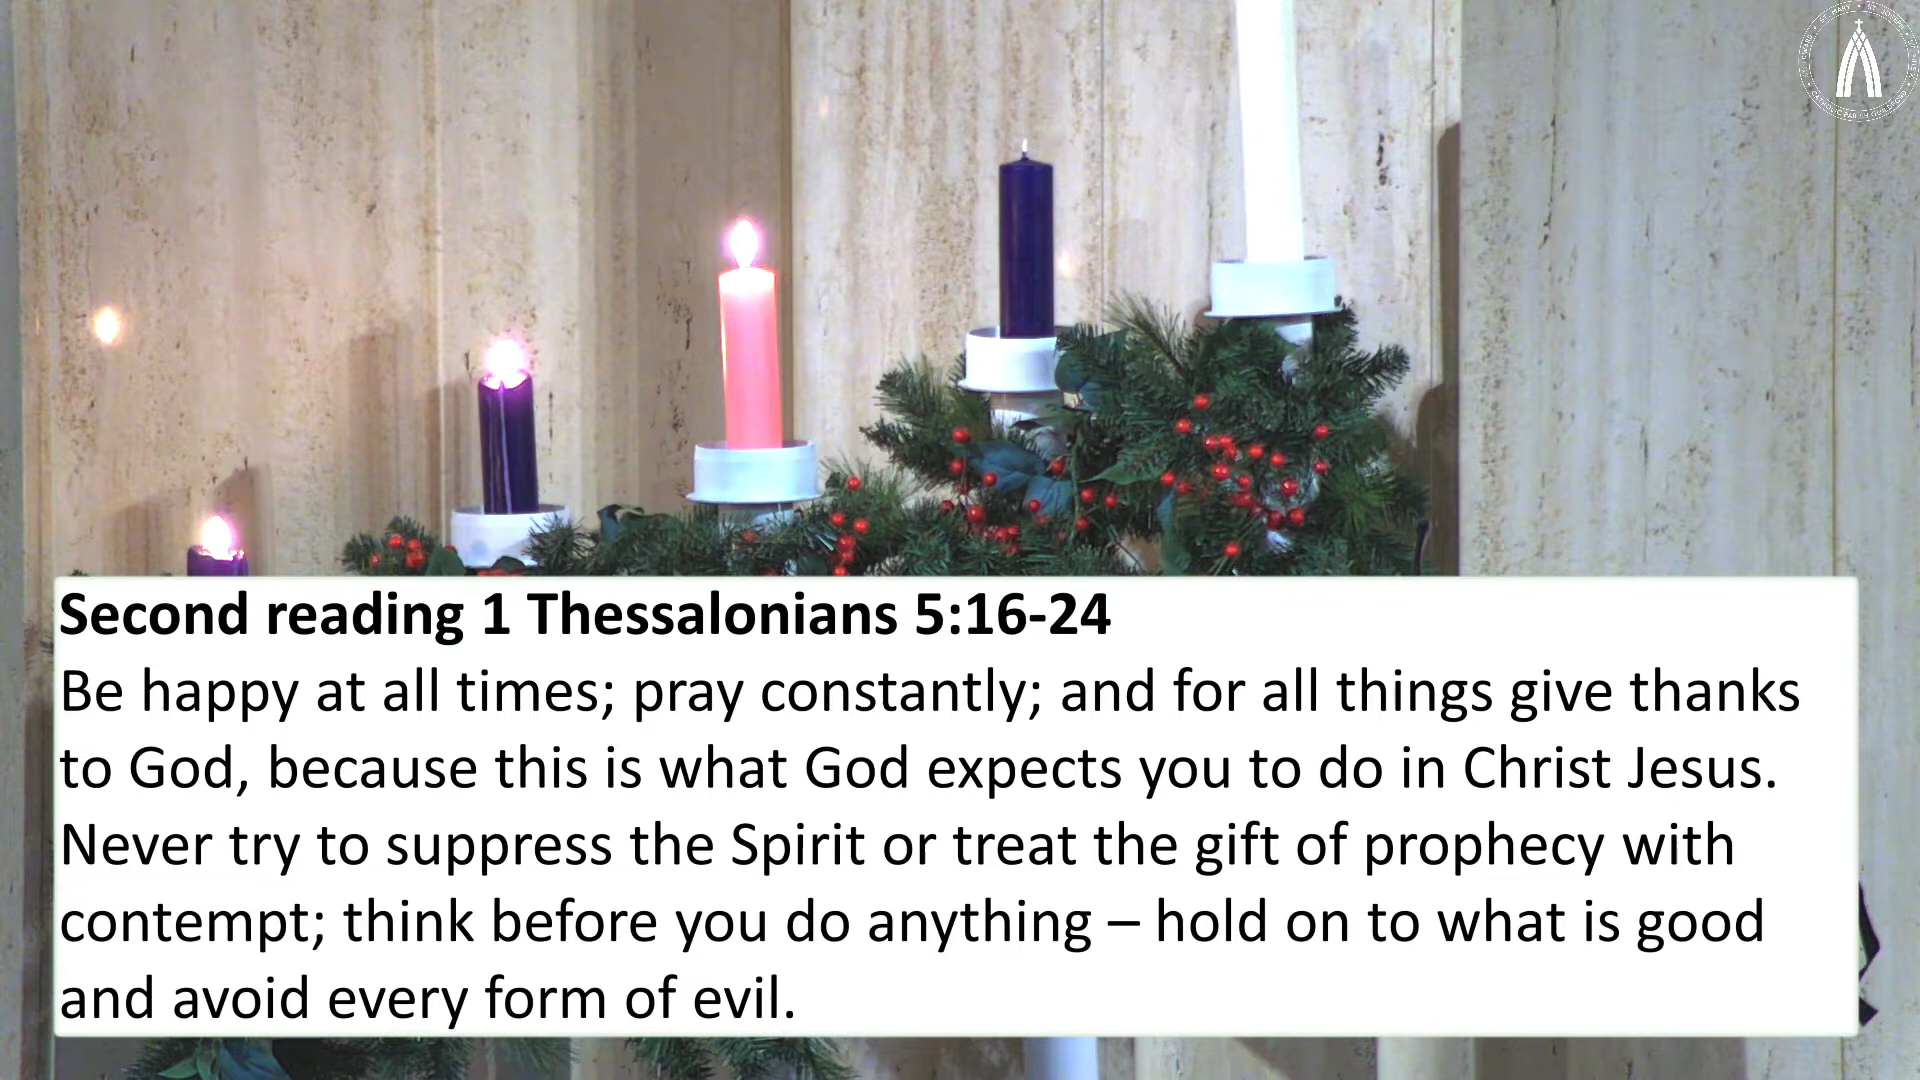 Second reading 1 Thessalonians 5:16-24
Be happy at all times; pray constantly; and for all things give thanks
to God, because this is what God expects you to do in Christ Jesus.
Never try to suppress the Spirit or treat the gift of prophecy with
contempt; think before you do anything – hold on to what is good
and avoid every form of evil.